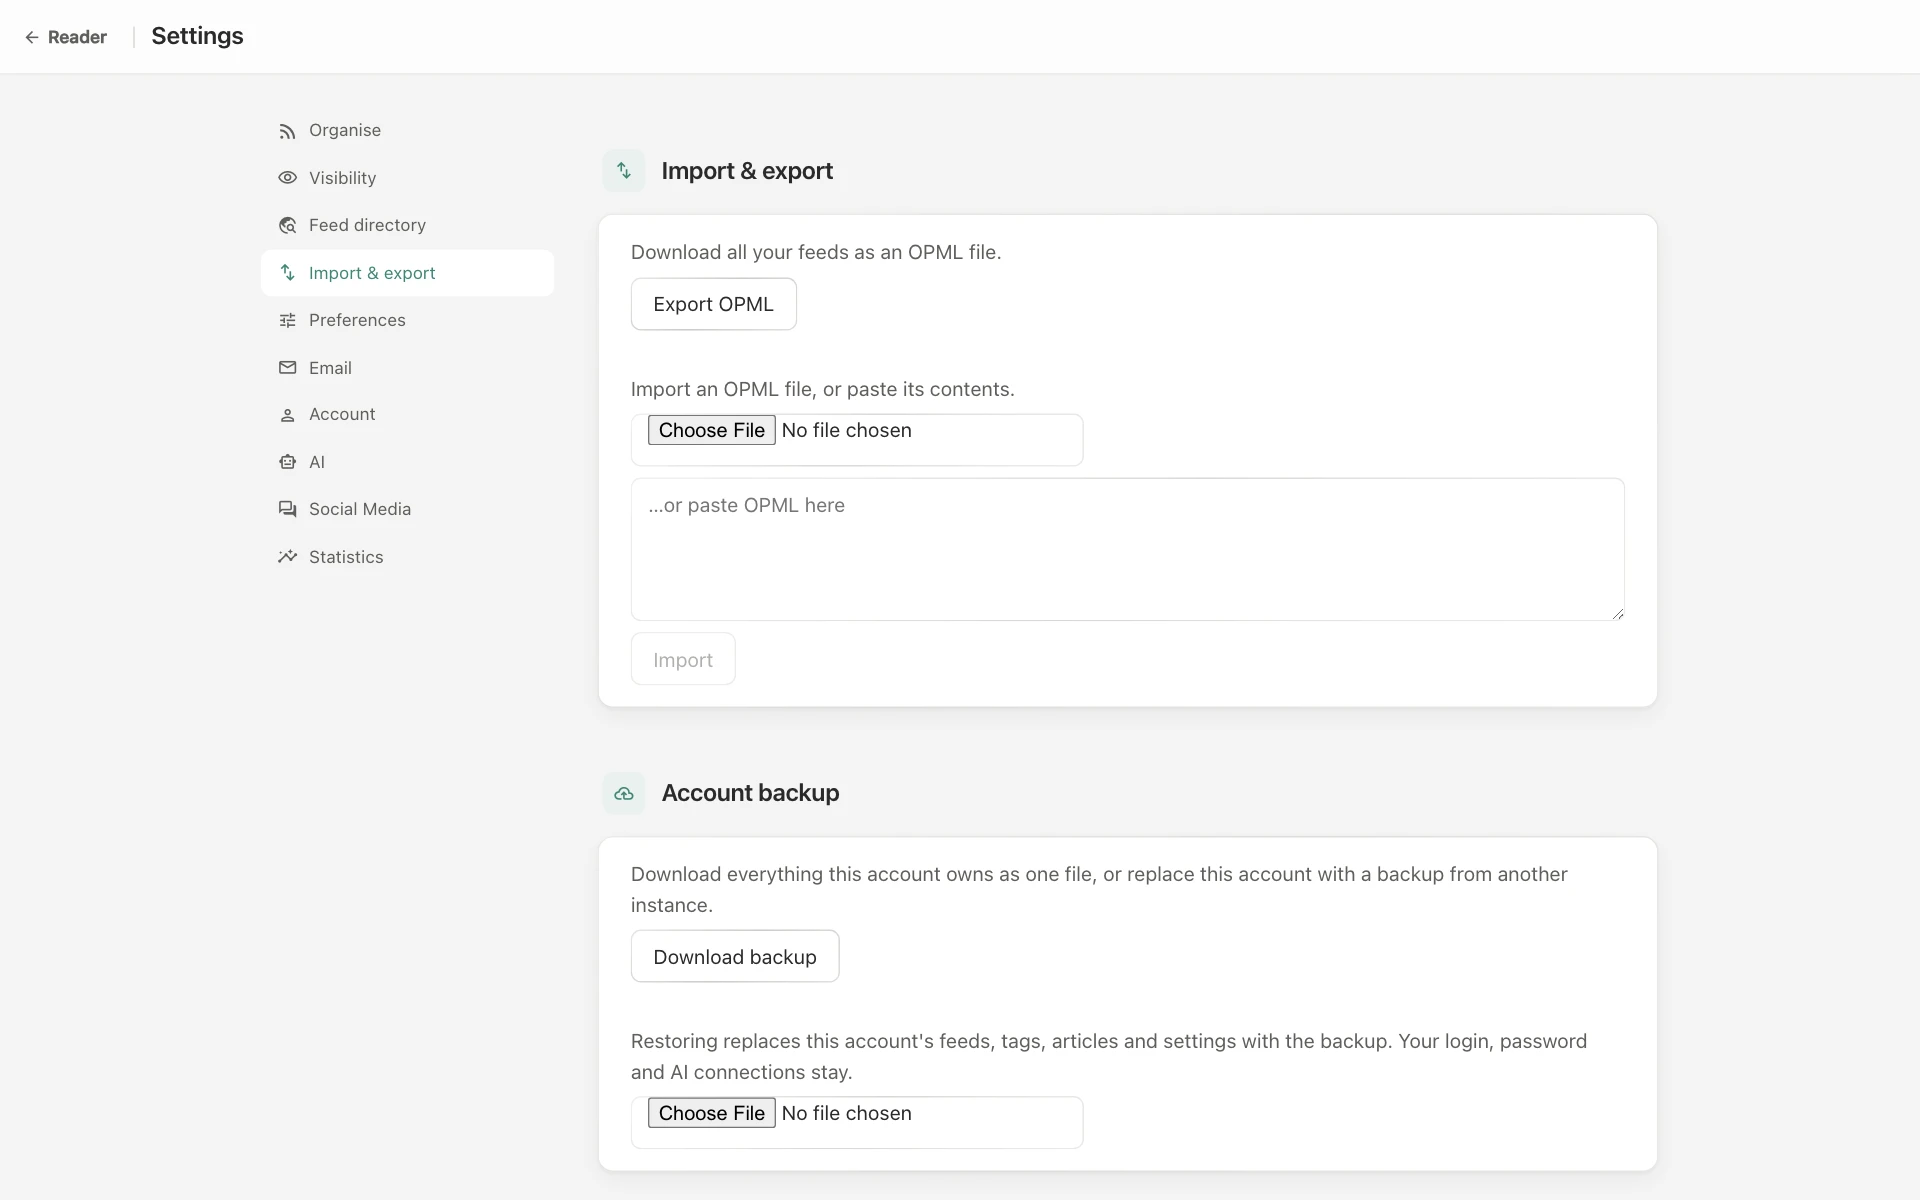 Reader
Settings
Organise
Visibility
Feed directory
Import & export
Preferences
Email
Account
AI
Social Media
Statistics
Import & export
Download all your feeds as an OPML file.
Export OPML
Import an OPML file, or paste its contents.
Choose File No file chosen
...or paste OPML here
Import
Account backup
Download everything this account owns as one file, or replace this account with a backup from another
instance.
Download backup
Restoring replaces this account's feeds, tags, articles and settings with the backup. Your login, password
and AI connections stay.
Choose File No file chosen